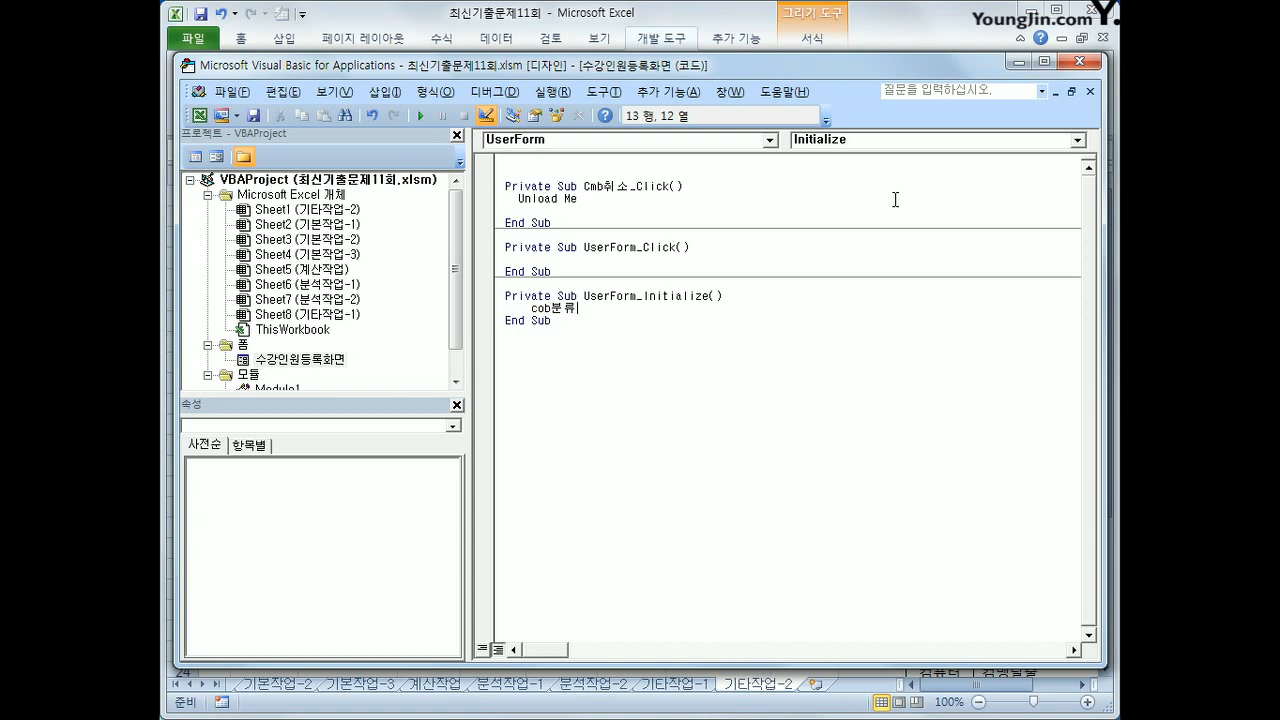 최신기출문제11회 - Microsoft Excel
그리기 도구
YoungJin.com Y.
파일 홈 삽입 페이지 레이아웃 수식 데이터 검토 보기 개발 도구 추가 기능 서식
Microsoft Visual Basic for Applications - 최신기출문제11회.xlsm [디자인] - [수강인원등록화면 (코드)]
파일(F) 편집(E) 보기(V) 삽입(I) 형식(O) 디버그(D) 실행(R) 도구(T) 추가 기능(A) 창(W) 도움말(H)
질문을 입력하십시오.
13 행, 12 열
프로젝트 - VBAProject
UserForm
Initialize
VBAProject (최신기출문제11회.xlsm)
Microsoft Excel 개체
Sheet1 (기타작업-2)
Sheet2 (기본작업-1)
Sheet3 (기본작업-2)
Sheet4 (기본작업-3)
Sheet5 (계산작업)
Sheet6 (분석작업-1)
Sheet7 (분석작업-2)
Sheet8 (기타작업-1)
ThisWorkbook
폼
수강인원등록화면
모듈
Module1
속성
사전순 항목별
Private Sub Cmb취소_Click()
Unload Me
End Sub
Private Sub UserForm_Click()
End Sub
Private Sub UserForm_Initialize()
cob분류
End Sub
24
컴퓨터
기본작업-2 기본작업-3 계산작업 분석작업-1 분석작업-2 기타작업-1 기타작업-2
준비
100%